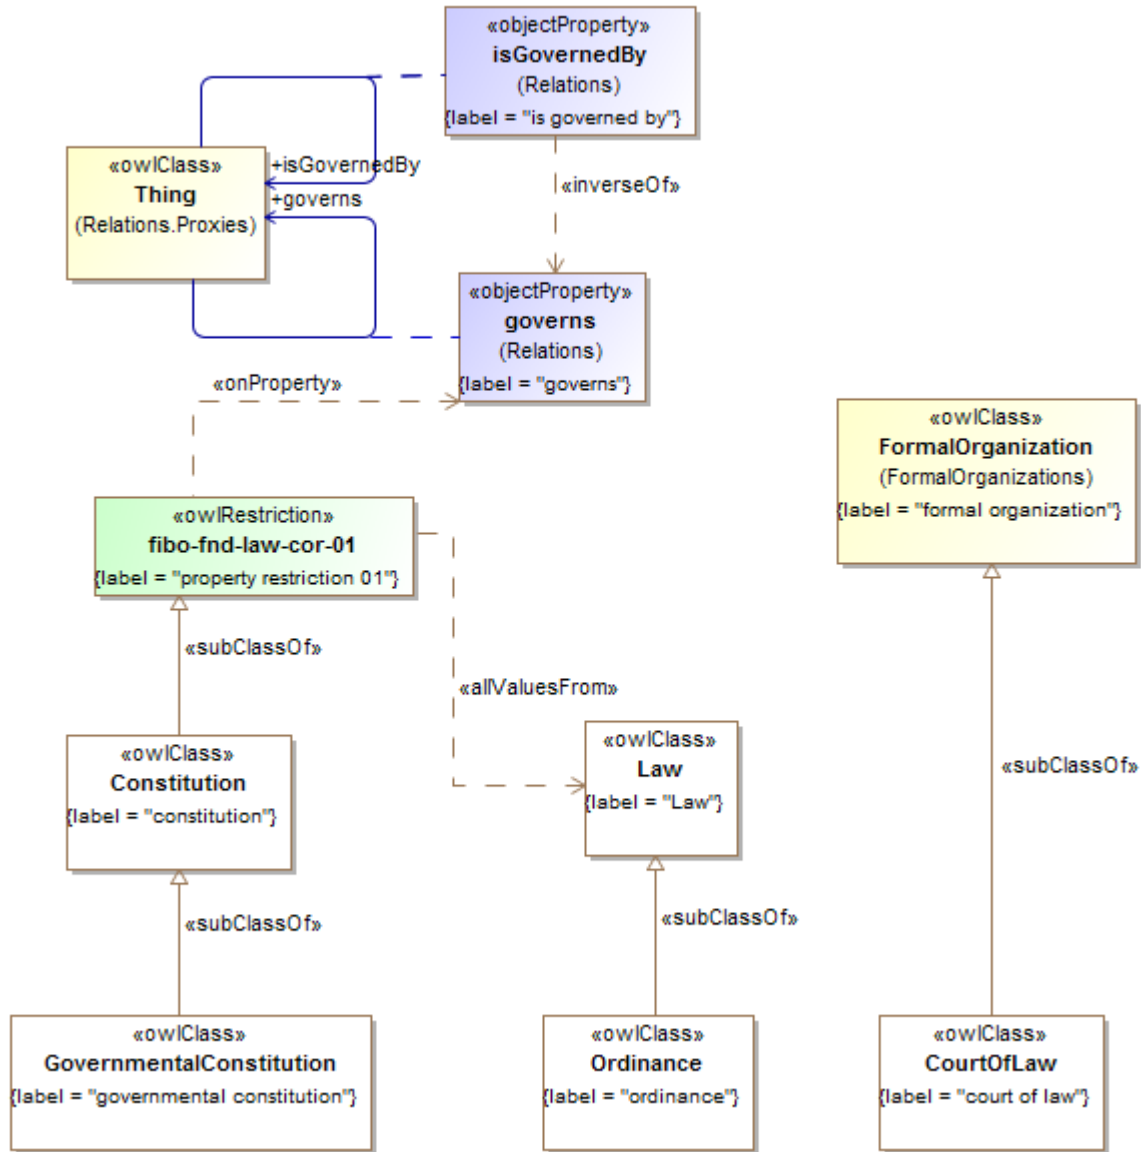 «objectProperty»
isGovernedBy
(Relations)
{label = "is governed by"}
«owlClass»
Thing
(Relations.Proxies)
+isGovernedBy
+governs
«inverseOf»
«objectProperty»
governs
(Relations)
{label = "governs"}
«onProperty»
«owlClass»
FormalOrganization
(FormalOrganizations)
{label = "formal organization"}
«owlRestriction»
fibo-fnd-law-cor-01
{label = "property restriction 01"}
«subClassOf»
«allValuesFrom»
«owlClass»
Constitution
{label = "constitution"}
«owlClass»
Law
{label = "Law"}
«subClassOf»
«subClassOf»
«subClassOf»
«owlClass»
GovernmentalConstitution
{label = "governmental constitution"}
«owlClass»
Ordinance
{label = "ordinance"}
«owlClass»
CourtOfLaw
{label = "court of law"}